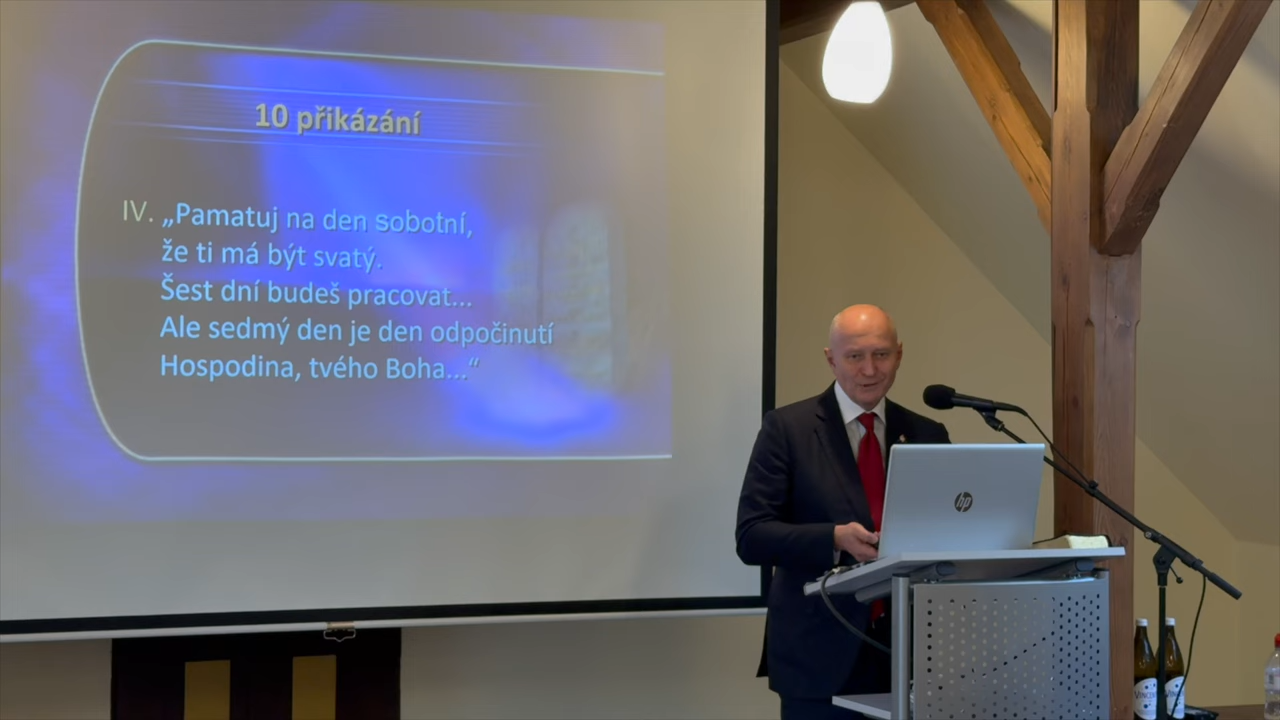 10 přikázání
IV. „Pamatuj na den sobotní,
že ti má být svatý.
Šest dní budeš pracovat...
Ale sedmý den je den odpočinutí
Hospodina, tvého Boha...“
hp